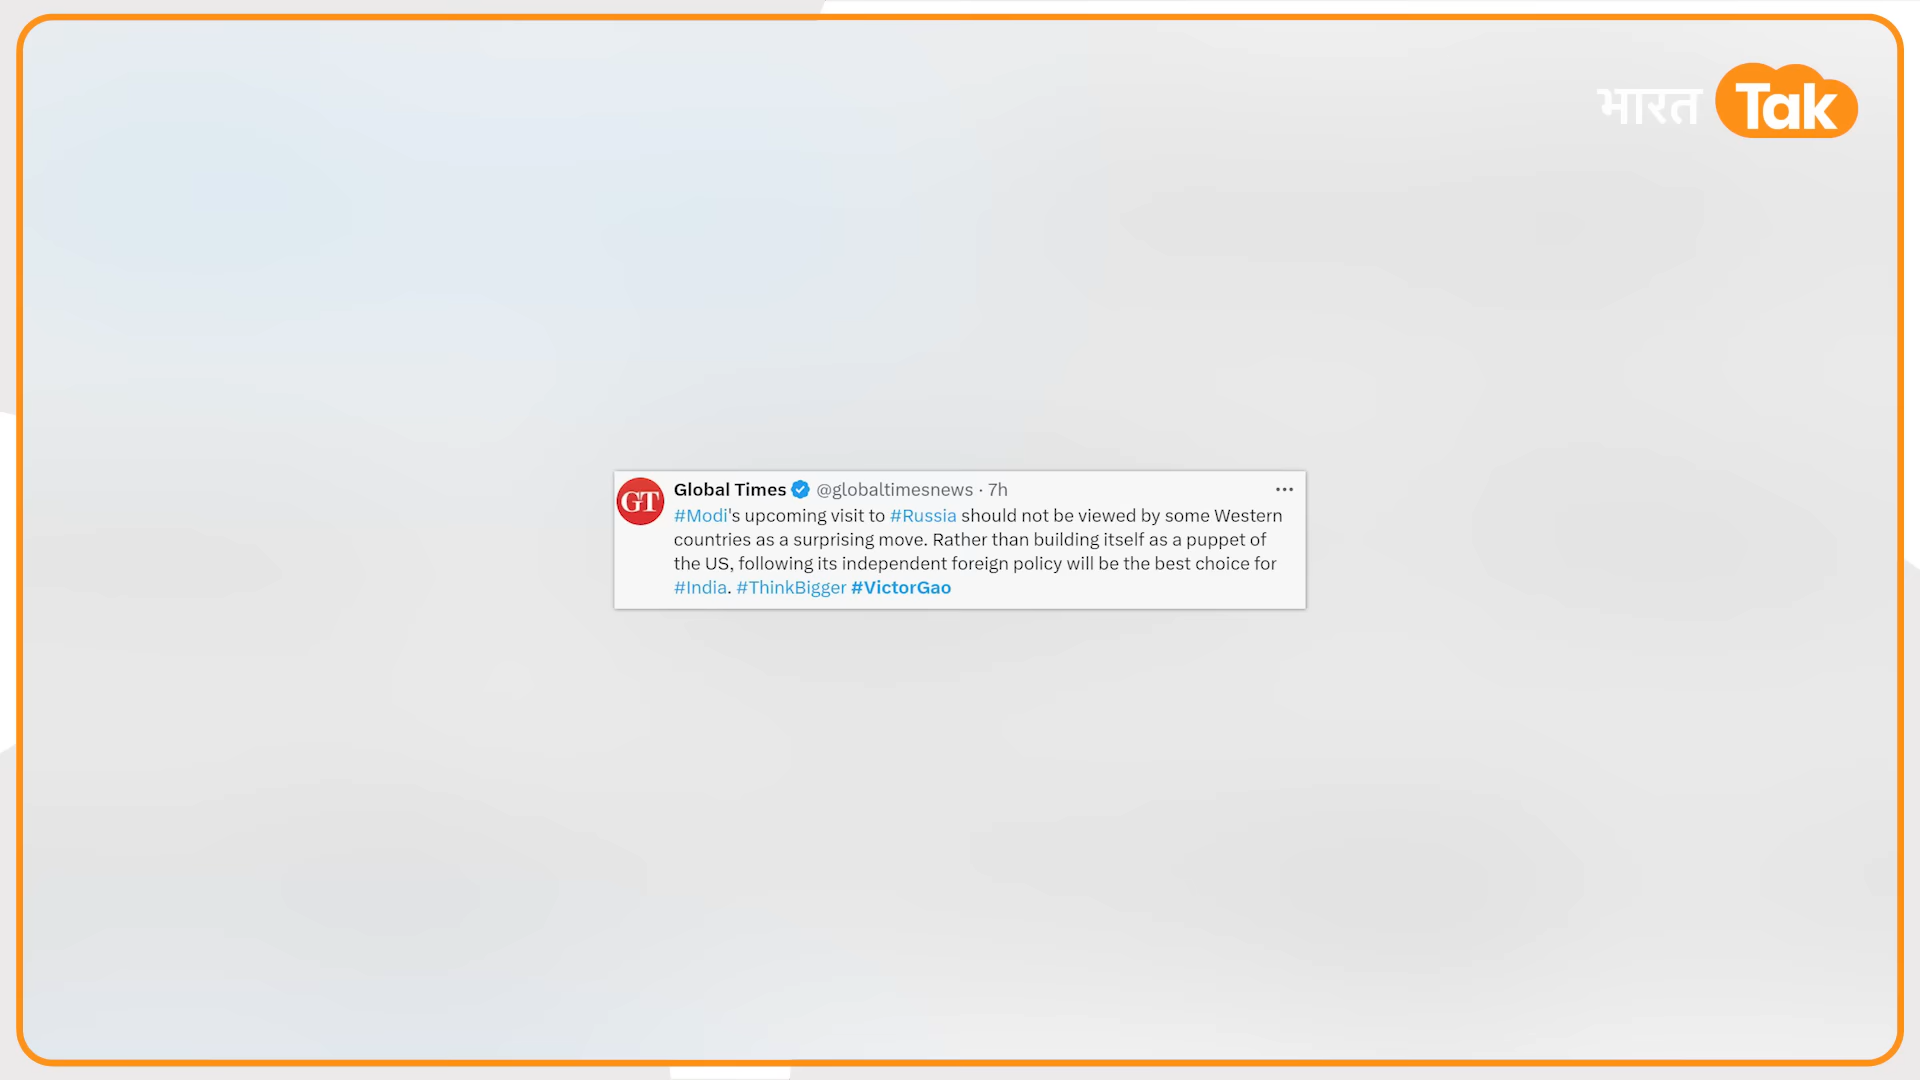 भारत Tak
GT Global Times @globaltimesnews · 7h
#Modi's upcoming visit to #Russia should not be viewed by some Western
countries as a surprising move. Rather than building itself as a puppet of
the US, following its independent foreign policy will be the best choice for
#India. #ThinkBigger #VictorGao